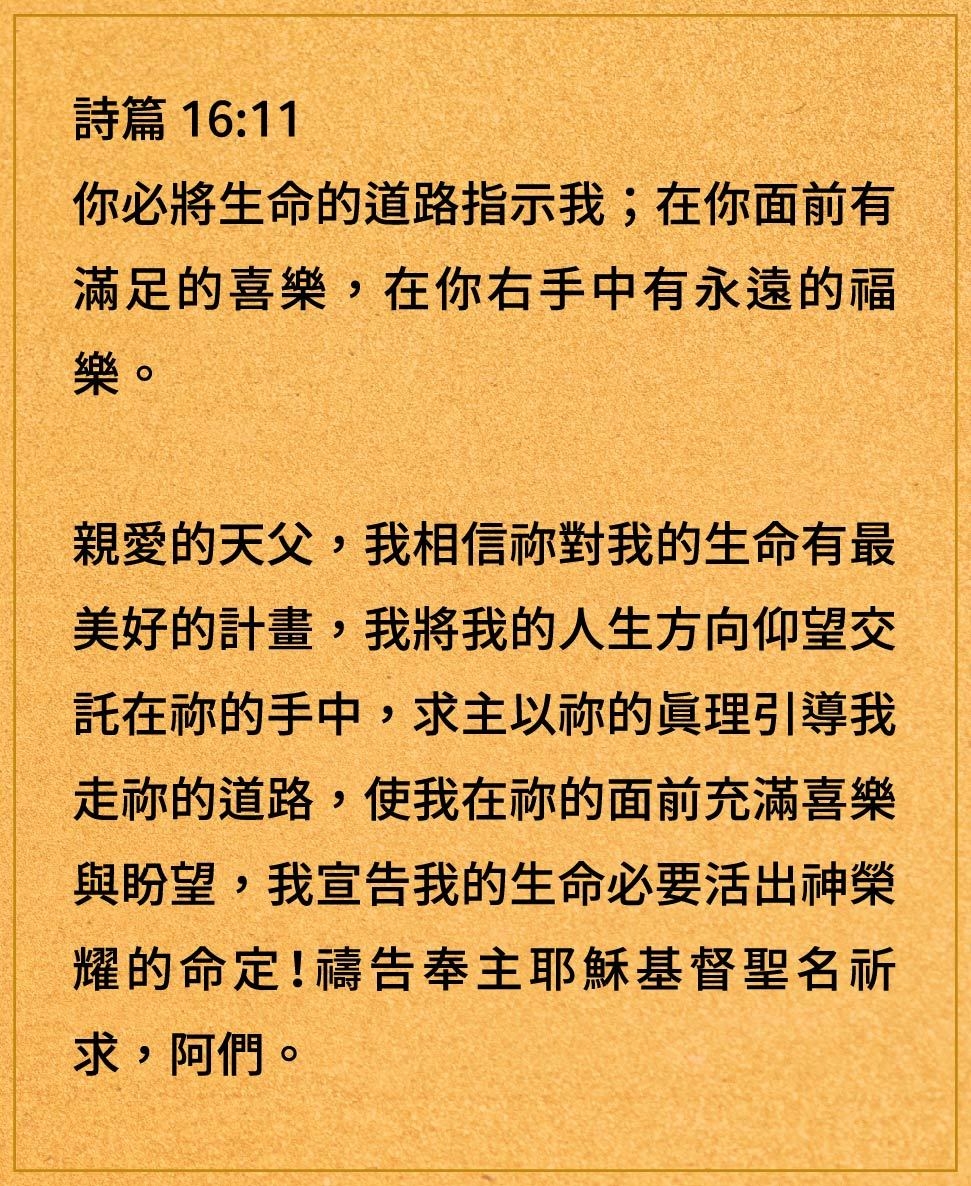 詩篇 16:11
你必將生命的道路指示我；在你面前有
滿足的喜樂，在你右手中有永遠的福
樂。
親愛的天父，我相信祢對我的生命有最
美好的計畫，我將我的人生方向仰望交
託在祢的手中，求主以祢的眞理引導我
走祢的道路，使我在祢的面前充滿喜樂
與盼望，我宣告我的生命必要活出神榮
耀的命定！禱告奉主耶穌基督聖名祈
求，阿們。